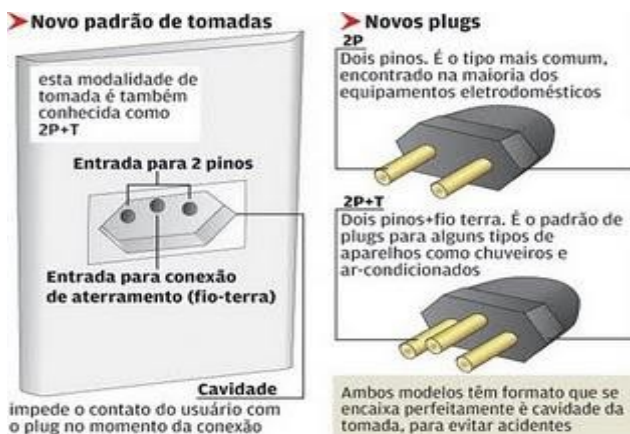 Novo padrão de tomadas
esta modalidade de
tomada é também
conhecida como
2P+T
Entrada para 2 pinos
Entrada para conexão
de aterramento (fio-terra)
Cavidade
impede o contato do usuário com
o plug no momento da conexão
Novos plugs
2P
Dois pinos. É o tipo mais comum,
encontrado na maioria dos
equipamentos eletrodomésticos
2P+T
Dois pinos+fio terra. É o padrão de
plugs para alguns tipos de
aparelhos como chuveiros e
ar-condicionados
Ambos modelos têm formato que se
encaixa perfeitamente è cavidade da
tomada, para evitar acidentes